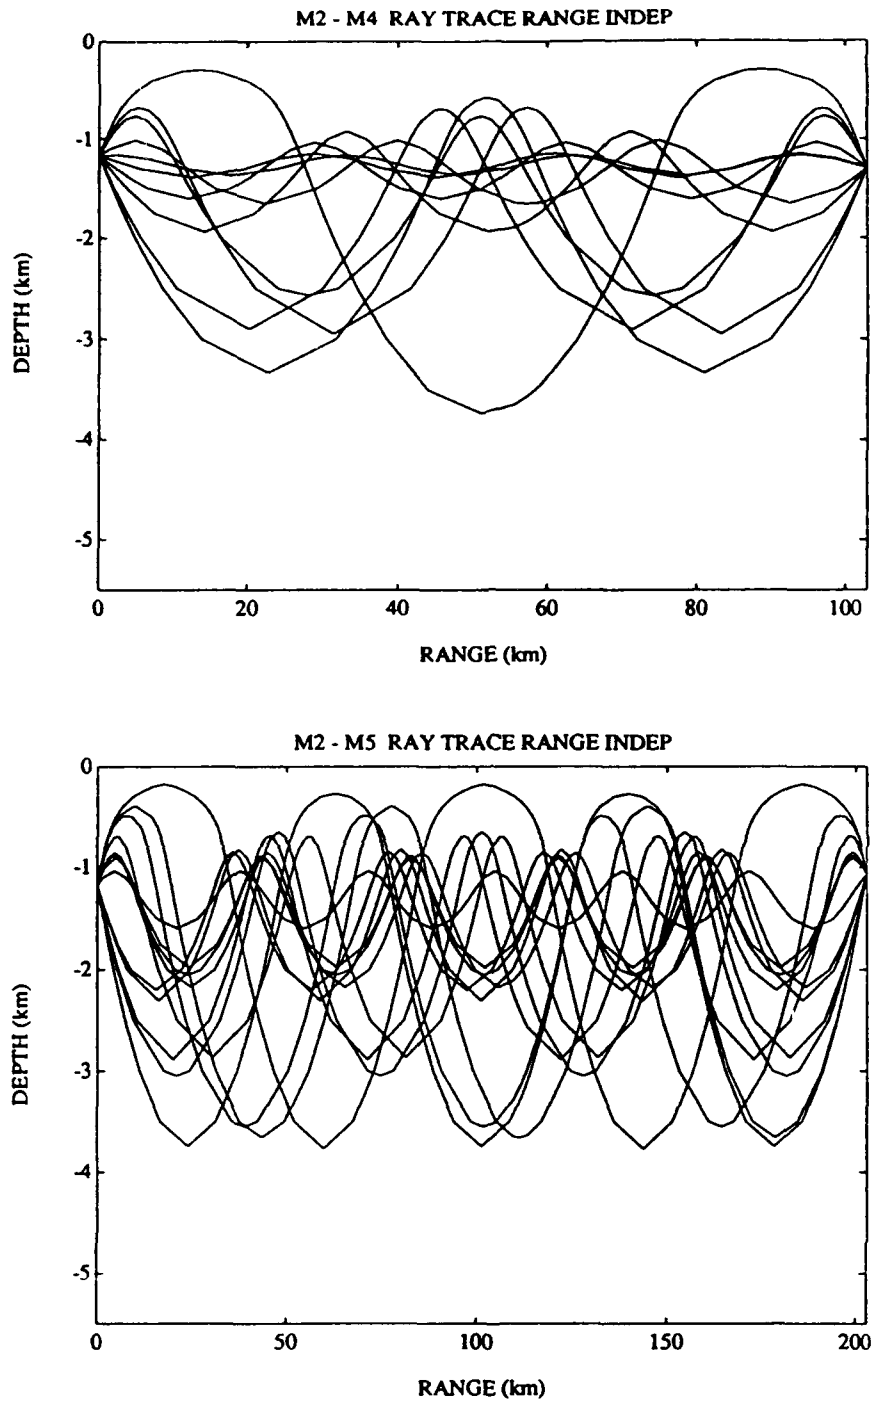 M2 - M4 RAY TRACE RANGE INDEP
0
-1
-2
-3
-4
-5
DEPTH (km)
0 20 40 60 80 100
RANGE (km)
M2 - M5 RAY TRACE RANGE INDEP
0
-1
-2
-3
-4
-5
DEPTH (km)
0 50 100 150 200
RANGE (km)